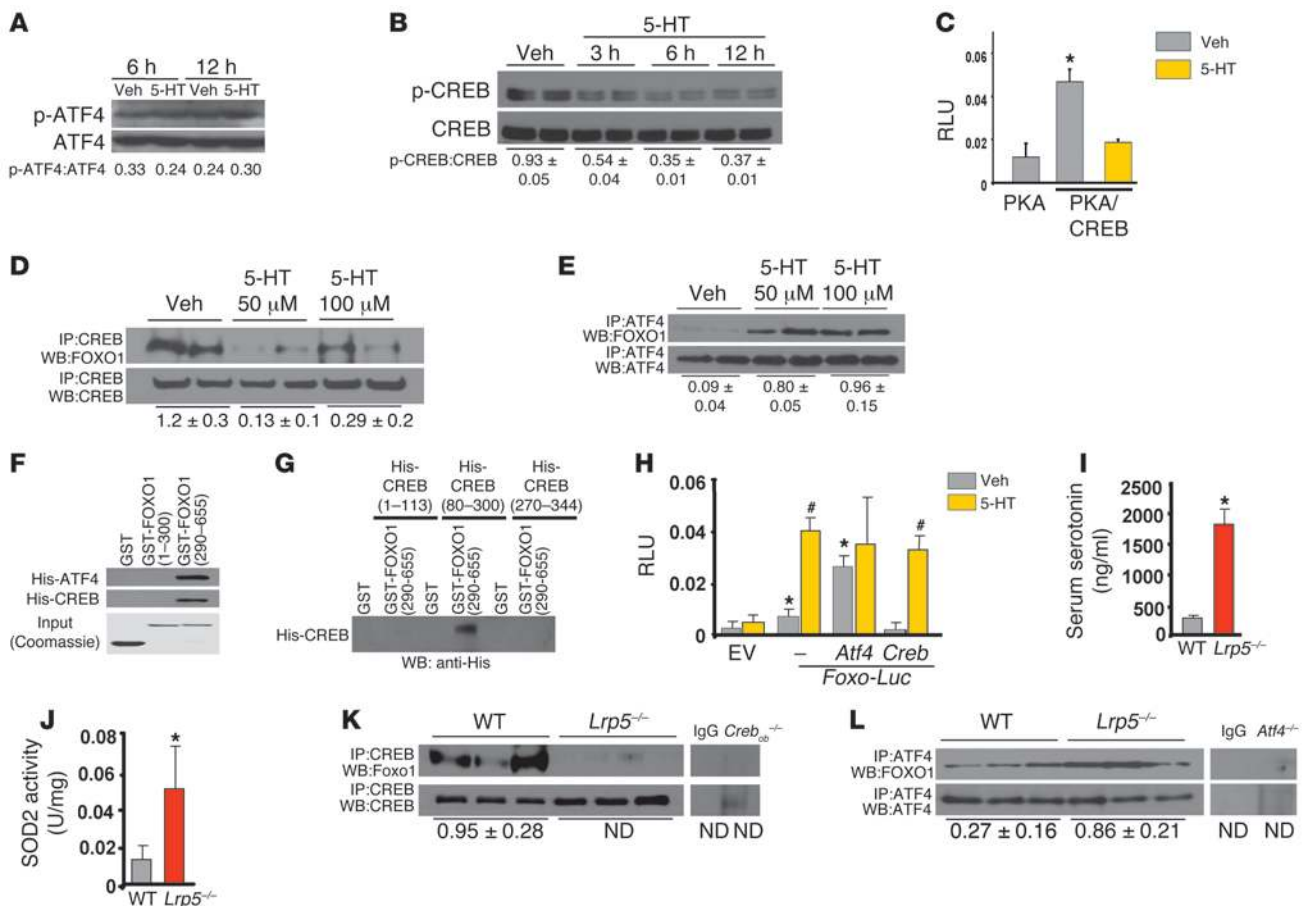 A
6 h 12 h
Veh 5-HT Veh 5-HT
p-ATF4
ATF4
p-ATF4:ATF4 0.33 0.24 0.24 0.30
B
5-HT
Veh 3 h 6 h 12 h
p-CREB
CREB
p-CREB:CREB 0.93 ± 0.54 ± 0.35 ± 0.37 ±
0.05 0.04 0.01 0.01
C
Veh
5-HT
RLU
0.06
0.04
0.02
0
PKA PKA/
CREB
D
5-HT 5-HT
Veh 50 µM 100 µM
IP:CREB
WB:FOXO1
IP:CREB
WB:CREB
1.2 ± 0.3 0.13 ± 0.1 0.29 ± 0.2
E
5-HT 5-HT
Veh 50 µM 100 µM
IP:ATF4
WB:FOXO1
IP:ATF4
WB:ATF4
0.09 ± 0.80 ± 0.96 ±
0.04 0.05 0.15
F
GST
GST-FOXO1
(1–300)
GST-FOXO1
(290–655)
His-ATF4
His-CREB
Input
(Coomassie)
G
His- His- His-
CREB CREB CREB
(1–113) (80–300) (270–344)
GST
GST-FOXO1
(290-655)
GST
GST-FOXO1
(290-655)
GST
GST-FOXO1
(290-655)
His-CREB
WB: anti-His
H
Veh
5-HT
RLU
0.06
0.04
0.02
0
* # * #
EV – Atf4 Creb
Foxo-Luc
I
Serum serotonin
(ng/ml)
2500
2000
1500
1000
500
0
*
WT Lrp5–/–
J
SOD2 activity
(U/mg)
0.08
0.06
0.04
0.02
0
*
WT Lrp5–/–
K
WT Lrp5–/– IgG Crebob–/–
IP:CREB
WB:Foxo1
IP:CREB
WB:CREB
0.95 ± 0.28 ND ND ND
L
WT Lrp5–/– IgG Atf4–/–
IP:ATF4
WB:FOXO1
IP:ATF4
WB:ATF4
0.27 ± 0.16 0.86 ± 0.21 ND ND